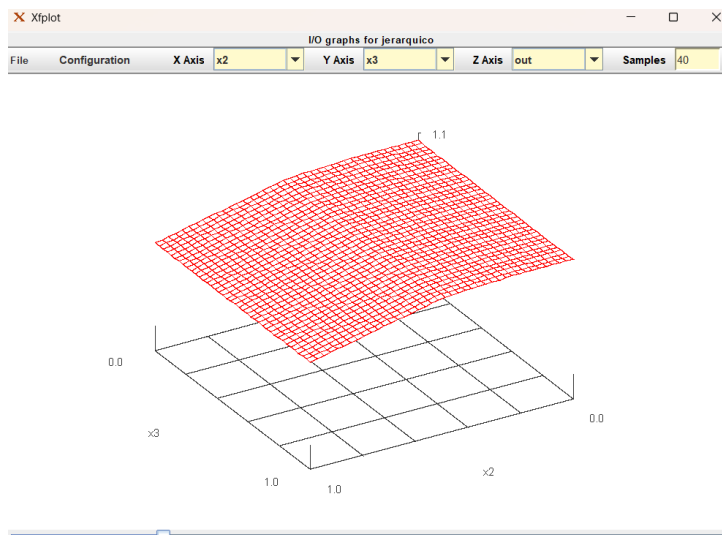 Xfplot
I/O graphs for jerarquico
File Configuration X Axis x2 Y Axis x3 Z Axis out Samples 40
1.1
0.0
0.0
x3
x2
1.0
1.0